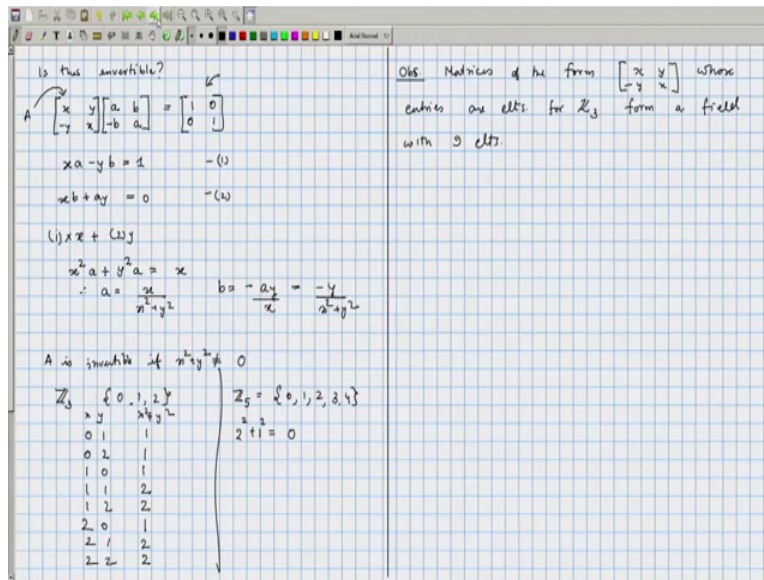 Arial Normal 12
Is this invertible?
A [x y; -y x] [a b; -b a] = [1 0; 0 1]
xa - yb = 1 - (1)
xb + ay = 0 - (2)
(1)×x + (2)y
x²a + y²a = x
∴ a = x/(x²+y²) b = -ay/x = -y/(x²+y²)
A is invertible if x²+y² ≠ 0
ℤ₃ {0, 1, 2}
x y x²+y²
0 1 1
0 2 1
1 0 1
1 1 2
1 2 2
2 0 1
2 1 2
2 2 2
ℤ₅ = {0, 1, 2, 3, 4}
2² + 1² = 0
Obs Matrices of the form [x y; -y x] whose
entries are elts. for ℤ₃ form a field
with 9 elts.